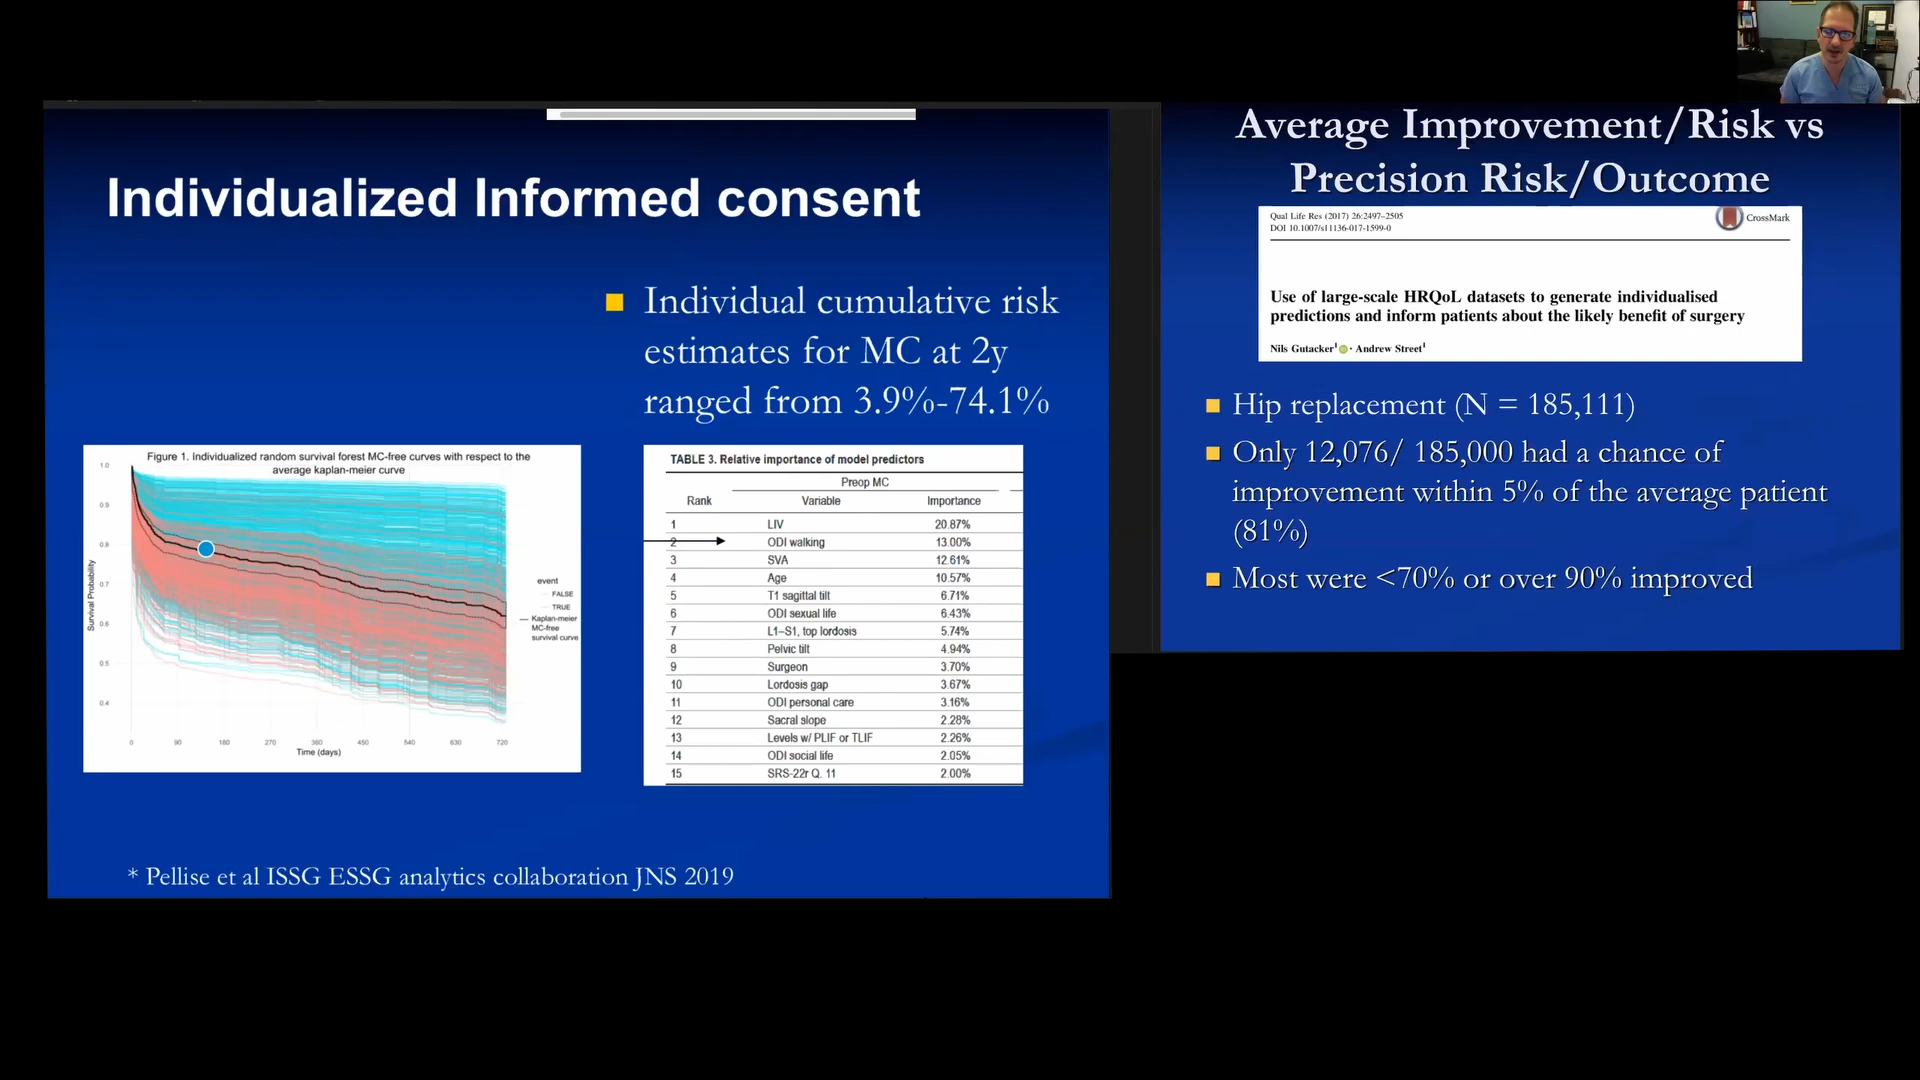 Individualized Informed consent
Individual cumulative risk
estimates for MC at 2y
ranged from 3.9%-74.1%
Figure 1. Individualized random survival forest MC-free curves with respect to the
average kaplan-meier curve
1.0
0.9
0.8
0.7
0.6
0.5
0.4
Survival Probability
0 90 180 270 360 450 540 630 720
Time (days)
event
FALSE
TRUE
Kaplan-meier
MC-free
survival curve
TABLE 3. Relative importance of model predictors
Preop MC
Rank Variable Importance
1 LIV 20.87%
2 ODI walking 13.00%
3 SVA 12.61%
4 Age 10.57%
5 T1 sagittal tilt 6.71%
6 ODI sexual life 6.43%
7 L1–S1, top lordosis 5.74%
8 Pelvic tilt 4.94%
9 Surgeon 3.70%
10 Lordosis gap 3.67%
11 ODI personal care 3.16%
12 Sacral slope 2.28%
13 Levels w/ PLIF or TLIF 2.26%
14 ODI social life 2.05%
15 SRS-22r Q. 11 2.00%
* Pellise et al ISSG ESSG analytics collaboration JNS 2019
Average Improvement/Risk vs
Precision Risk/Outcome
Qual Life Res (2017) 26:2497–2505
DOI 10.1007/s11136-017-1599-0
CrossMark
Use of large-scale HRQoL datasets to generate individualised
predictions and inform patients about the likely benefit of surgery
Nils Gutacker1 · Andrew Street1
Hip replacement (N = 185,111)
Only 12,076/ 185,000 had a chance of
improvement within 5% of the average patient
(81%)
Most were <70% or over 90% improved